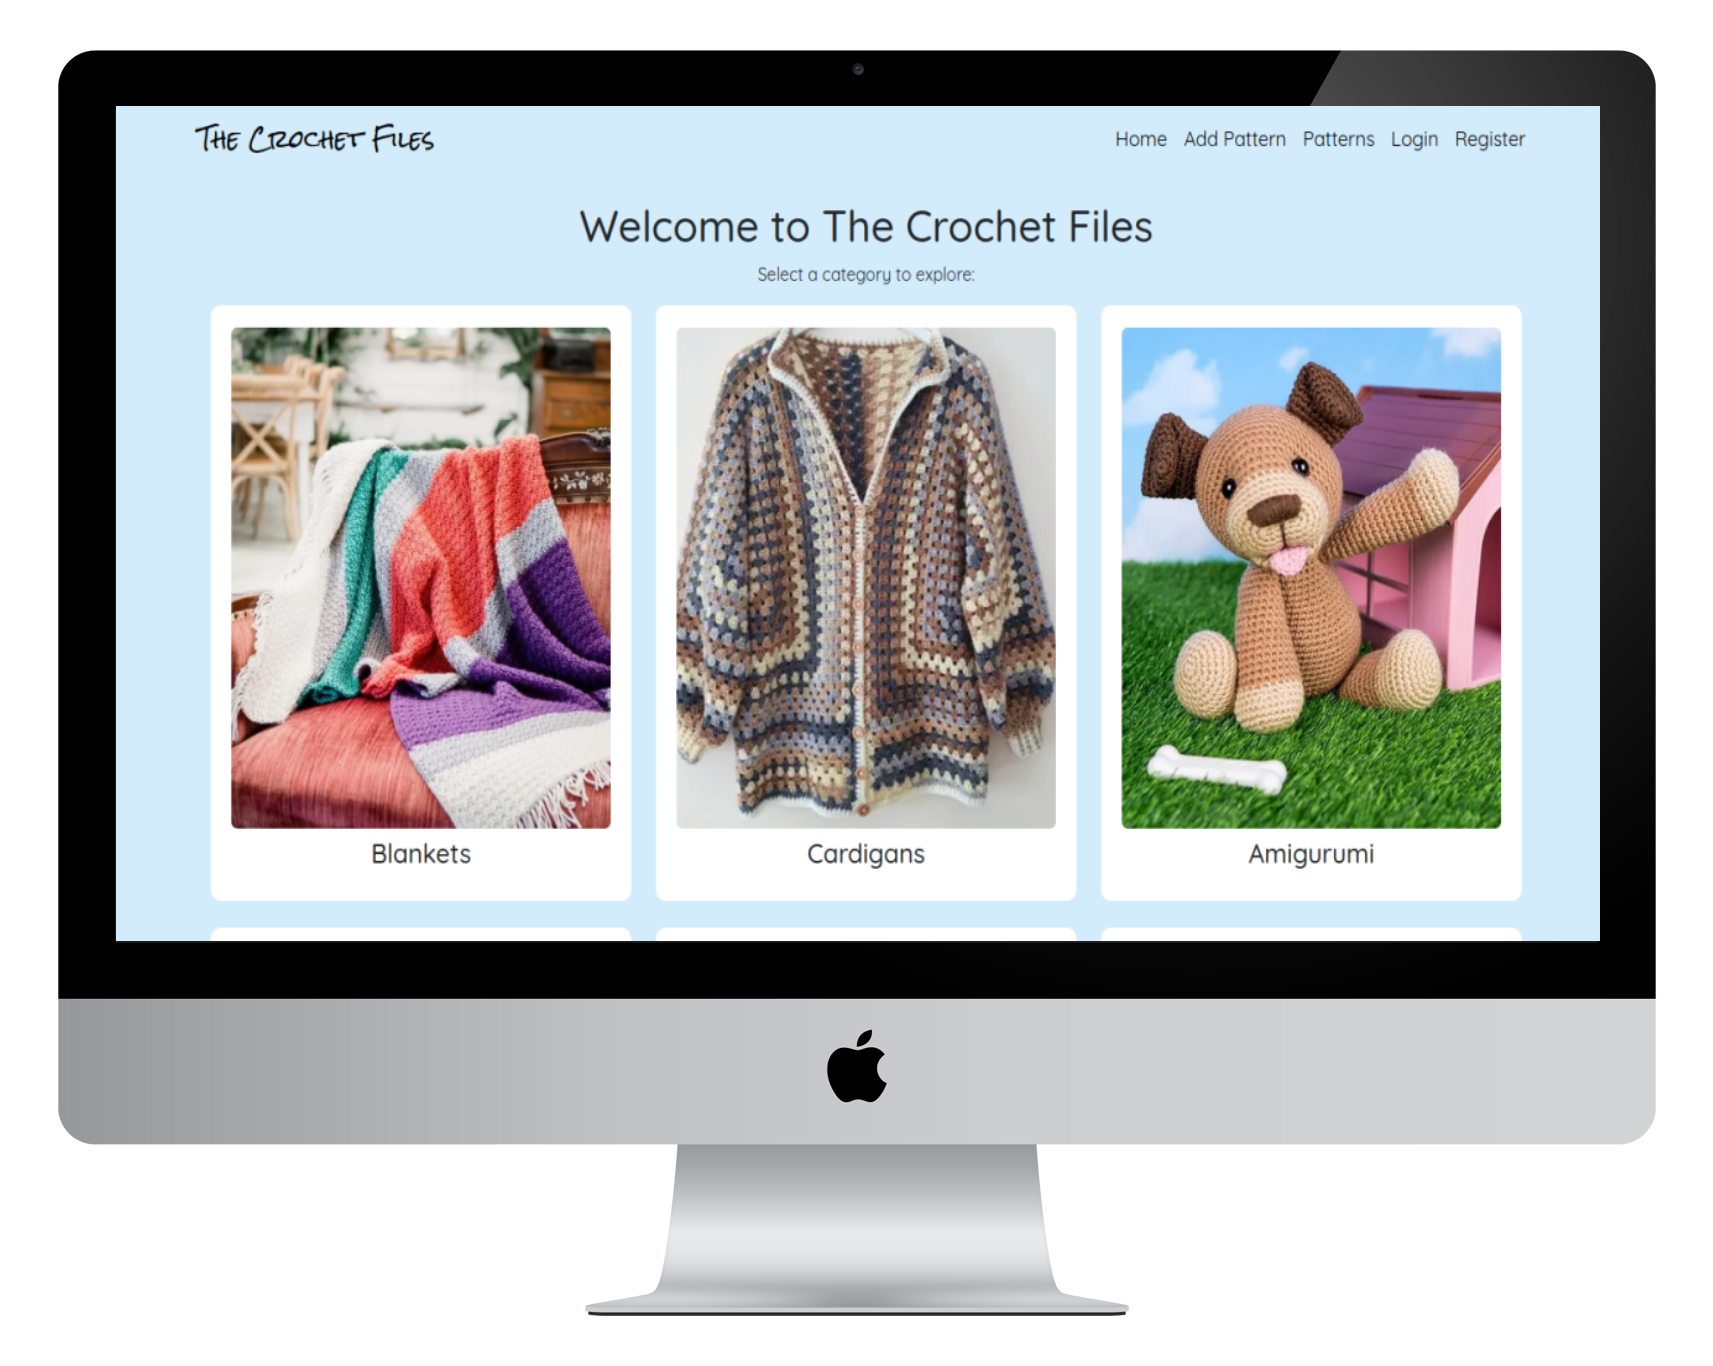 The Crochet Files
Home Add Pattern Patterns Login Register
Welcome to The Crochet Files
Select a category to explore:
Blankets
Cardigans
Amigurumi